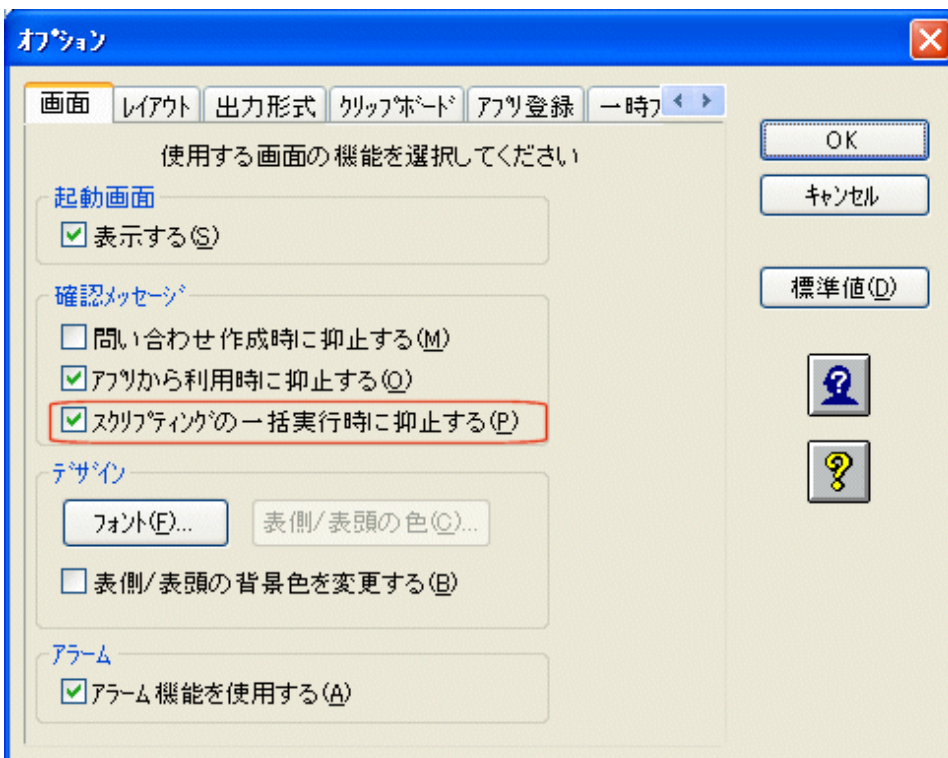 ｵﾌﾟｼｮﾝ
画面
ﾚｲｱｳﾄ
出力形式
ｸﾘｯﾌﾟﾎﾞｰﾄﾞ
ｱﾌﾟﾘ登録
一時ﾌ
使用する画面の機能を選択してください
OK
ｷｬﾝｾﾙ
標準値(D)
起動画面
表示する(S)
確認ﾒｯｾｰｼﾞ
問い合わせ作成時に抑止する(M)
ｱﾌﾟﾘから利用時に抑止する(O)
ｽｸﾘﾌﾟﾃｨﾝｸﾞの一括実行時に抑止する(P)
ﾃﾞｻﾞｲﾝ
ﾌｫﾝﾄ(F)...
表側/表頭の色(C)...
表側/表頭の背景色を変更する(B)
ｱﾗｰﾑ
ｱﾗｰﾑ機能を使用する(A)